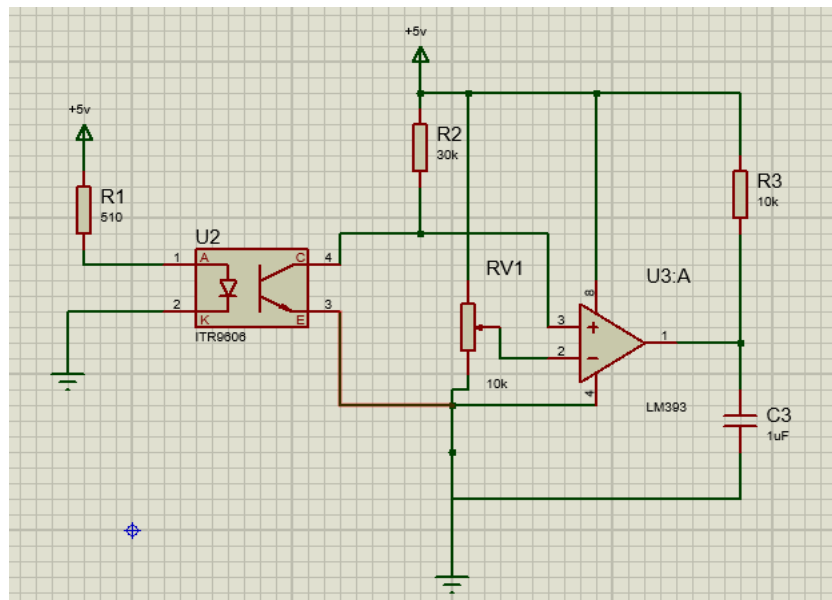 +5v
+5v
R2
30k
R1
510
R3
10k
U2
1
A
C
4
2
K
E
3
ITR9606
RV1
10k
U3:A
8
3
+
2
−
1
4
LM393
C3
1uF